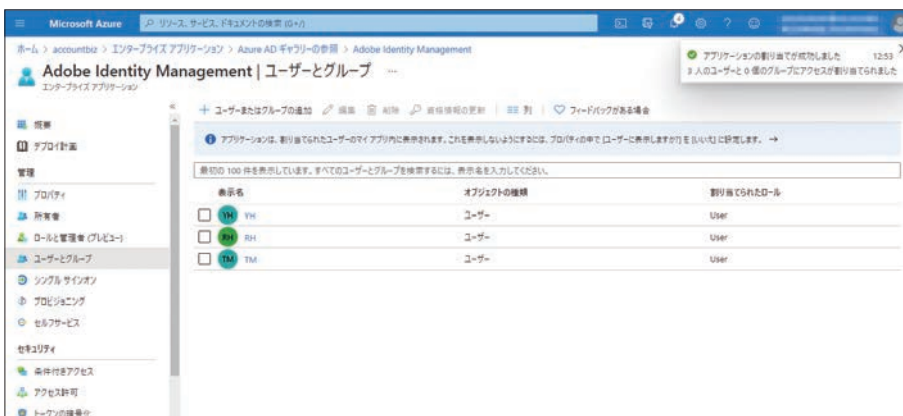 Microsoft Azure
リソース、サービス、ドキュメントの検索 (G+/)
ホーム > accountbiz > エンタープライズ アプリケーション > Azure AD ギャラリーの参照 > Adobe Identity Management
Adobe Identity Management | ユーザーとグループ ...
エンタープライズ アプリケーション
アプリケーションの割り当てが成功しました 12:53
3 人のユーザーと 0 個のグループにアクセスが割り当てられました
+ ユーザーまたはグループの追加 編集 削除 資格情報の更新 列 フィードバックがある場合
アプリケーションは、割り当てられたユーザーのマイ アプリ内に表示されます。これを表示しないようにするには、プロパティの中で [ユーザーに表示しますか?] を [いいえ] に設定します。 →
最初の 100 件を表示しています。すべてのユーザーとグループを検索するには、表示名を入力してください。
表示名 オブジェクトの種類 割り当てられたロール
YH YH ユーザー User
RH RH ユーザー User
TM TM ユーザー User
概要
デプロイ計画
管理
プロパティ
所有者
ロールと管理者 (プレビュー)
ユーザーとグループ
シングル サインオン
プロビジョニング
セルフサービス
セキュリティ
条件付きアクセス
アクセス許可
トークンの暗号化